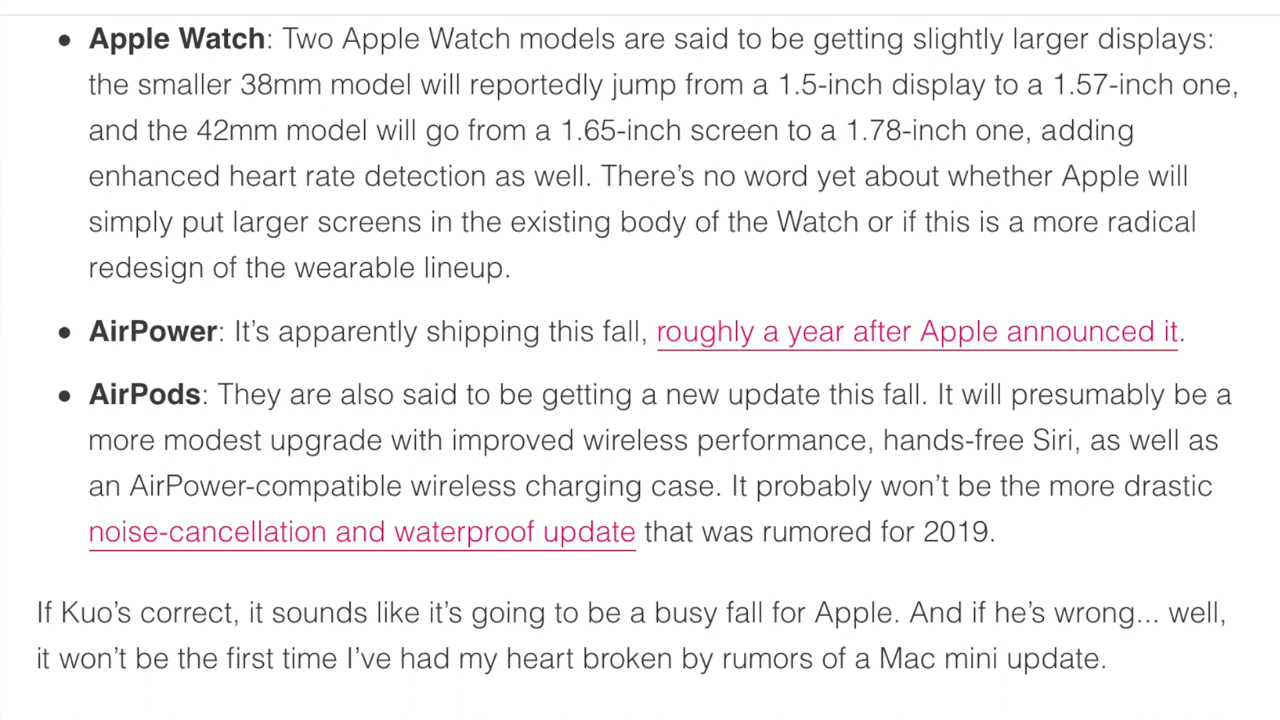 • Apple Watch: Two Apple Watch models are said to be getting slightly larger displays:
the smaller 38mm model will reportedly jump from a 1.5-inch display to a 1.57-inch one,
and the 42mm model will go from a 1.65-inch screen to a 1.78-inch one, adding
enhanced heart rate detection as well. There’s no word yet about whether Apple will
simply put larger screens in the existing body of the Watch or if this is a more radical
redesign of the wearable lineup.
• AirPower: It’s apparently shipping this fall, roughly a year after Apple announced it.
• AirPods: They are also said to be getting a new update this fall. It will presumably be a
more modest upgrade with improved wireless performance, hands-free Siri, as well as
an AirPower-compatible wireless charging case. It probably won’t be the more drastic
noise-cancellation and waterproof update that was rumored for 2019.
If Kuo’s correct, it sounds like it’s going to be a busy fall for Apple. And if he’s wrong... well,
it won’t be the first time I’ve had my heart broken by rumors of a Mac mini update.